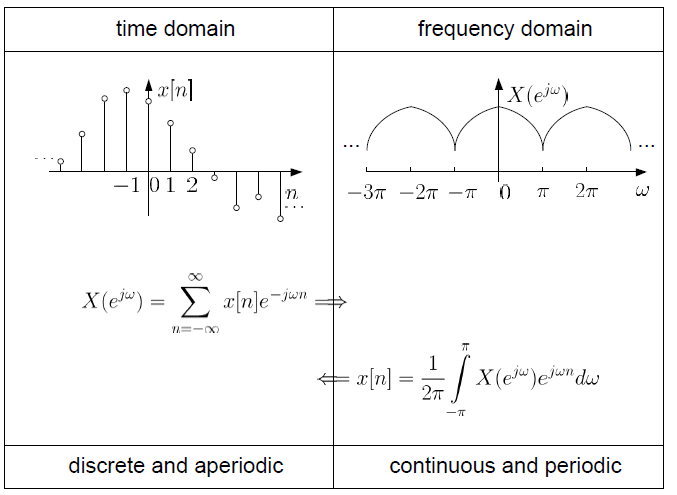 time domain
frequency domain
x[n]
X(e^{jω})
... −1 0 1 2 n ...
... −3π −2π −π 0 π 2π ω ...
X(e^{jω}) = ∑_{n=−∞}^{∞} x[n]e^{−jωn} ⟹
⟸ x[n] = \frac{1}{2π} ∫_{−π}^{π} X(e^{jω})e^{jωn}dω
discrete and aperiodic
continuous and periodic